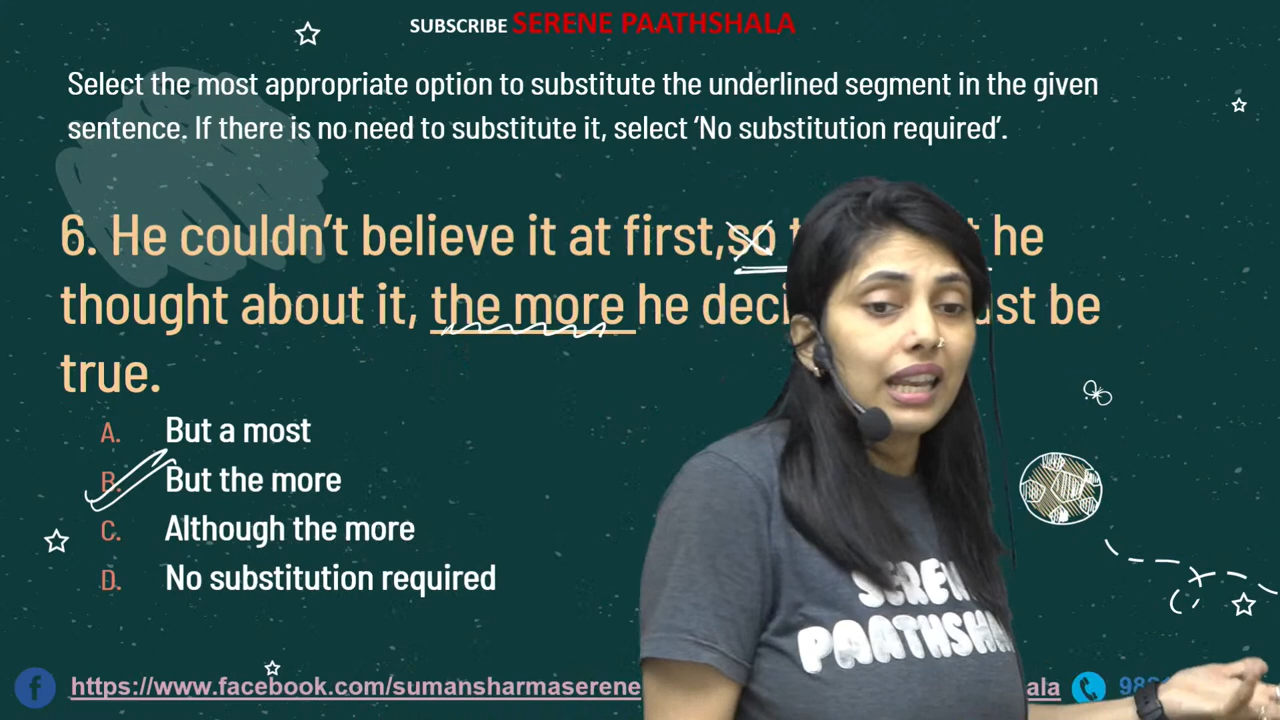 SUBSCRIBE SERENE PAATHSHALA
Select the most appropriate option to substitute the underlined segment in the given
sentence. If there is no need to substitute it, select ‘No substitution required’.
6. He couldn’t believe it at first, so he
thought about it, the more he be
true.
A. But a most
B. But the more
C. Although the more
D. No substitution required
SERENE
PAATHSHALA
https://www.facebook.com/sumansharmaserene